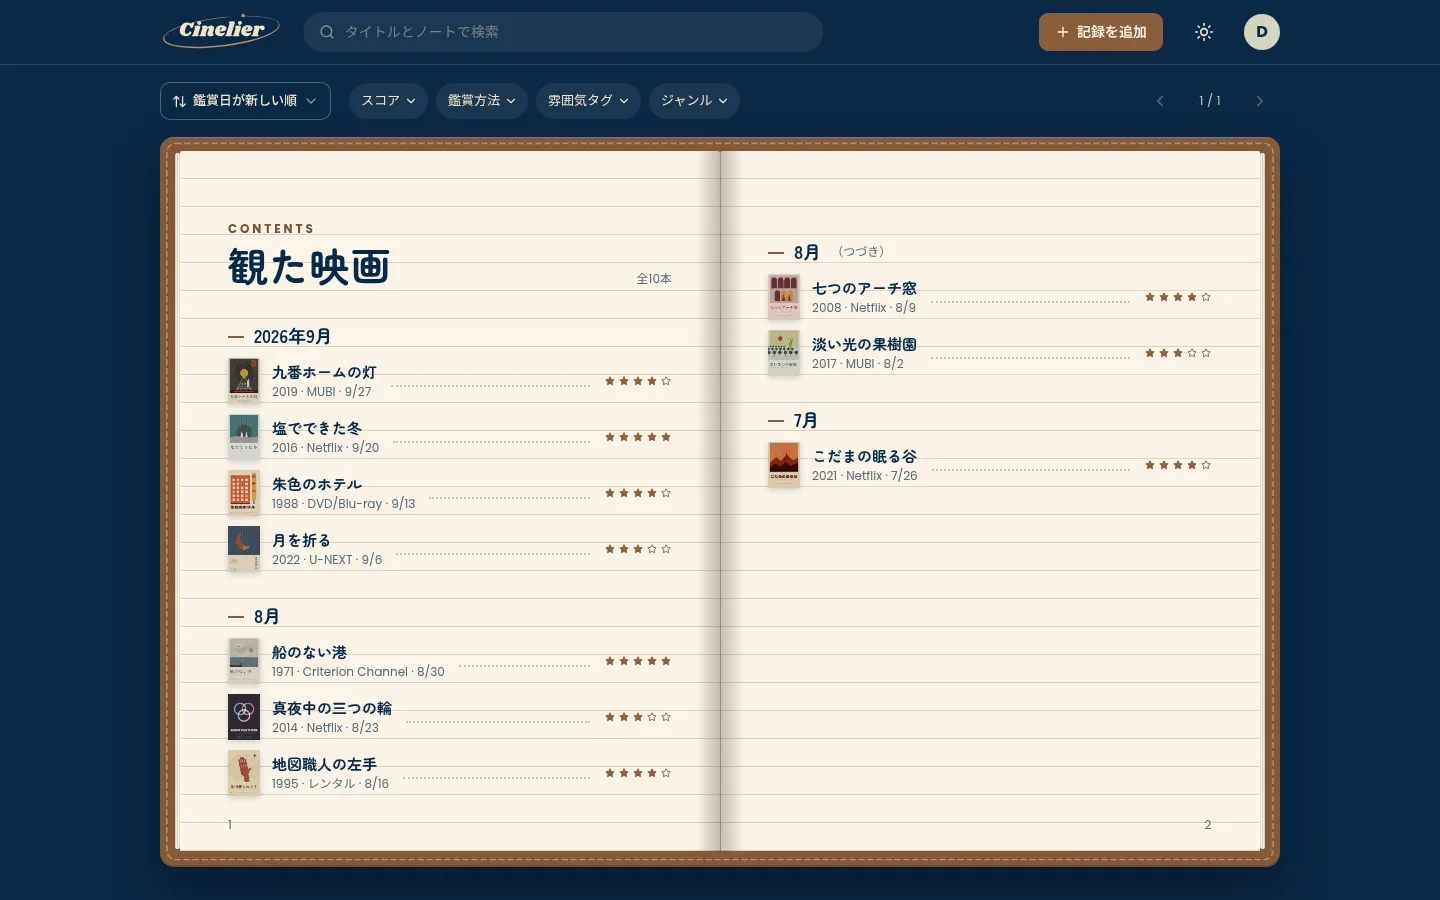 Cinelier
タイトルとノートで検索
記録を追加
D
鑑賞日が新しい順
スコア
鑑賞方法
雰囲気タグ
ジャンル
1 / 1
CONTENTS
観た映画
全10本
2026年9月
九番ホームの灯
2019 · MUBI · 9/27
塩でできた冬
2016 · Netflix · 9/20
朱色のホテル
1988 · DVD/Blu-ray · 9/13
月を折る
2022 · U-NEXT · 9/6
8月
船のない港
1971 · Criterion Channel · 8/30
真夜中の三つの輪
2014 · Netflix · 8/23
地図職人の左手
1995 · レンタル · 8/16
1
8月 （つづき）
七つのアーチ窓
2008 · Netflix · 8/9
淡い光の果樹園
2017 · MUBI · 8/2
7月
こだまの眠る谷
2021 · Netflix · 7/26
2